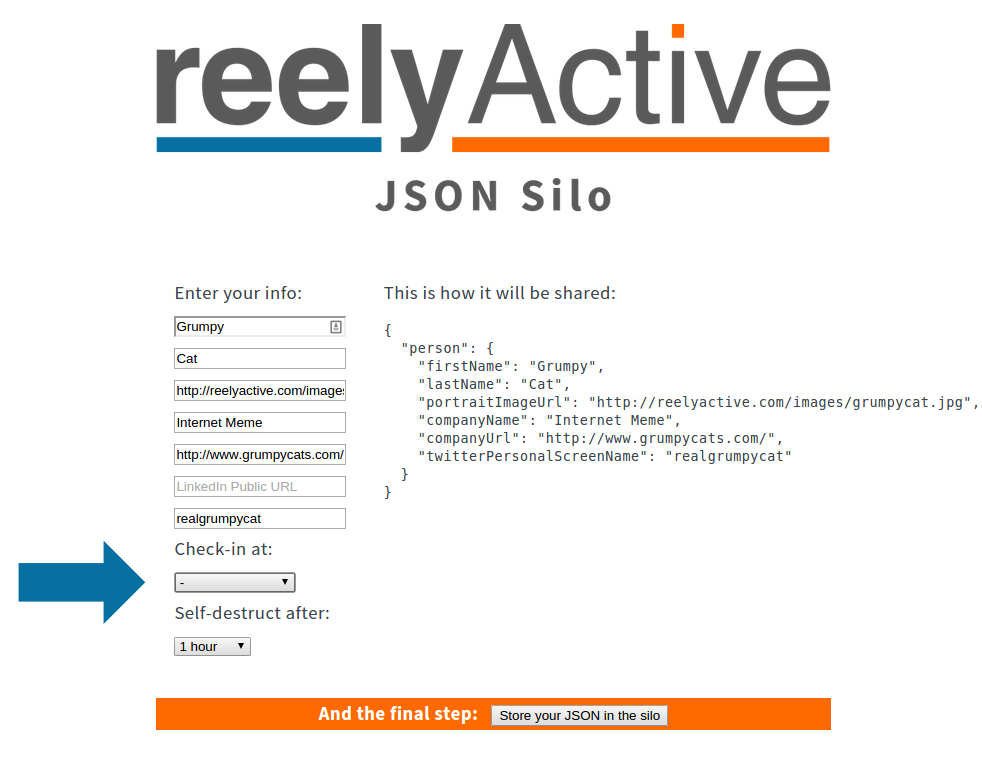 reelyActive
JSON Silo
Enter your info:
Grumpy
Cat
http://reelyactive.com/images
Internet Meme
http://www.grumpycats.com/
LinkedIn Public URL
realgrumpycat
Check-in at:
-
Self-destruct after:
1 hour
This is how it will be shared:
{
"person": {
"firstName": "Grumpy",
"lastName": "Cat",
"portraitImageUrl": "http://reelyactive.com/images/grumpycat.jpg",
"companyName": "Internet Meme",
"companyUrl": "http://www.grumpycats.com/",
"twitterPersonalScreenName": "realgrumpycat"
}
}
And the final step: Store your JSON in the silo